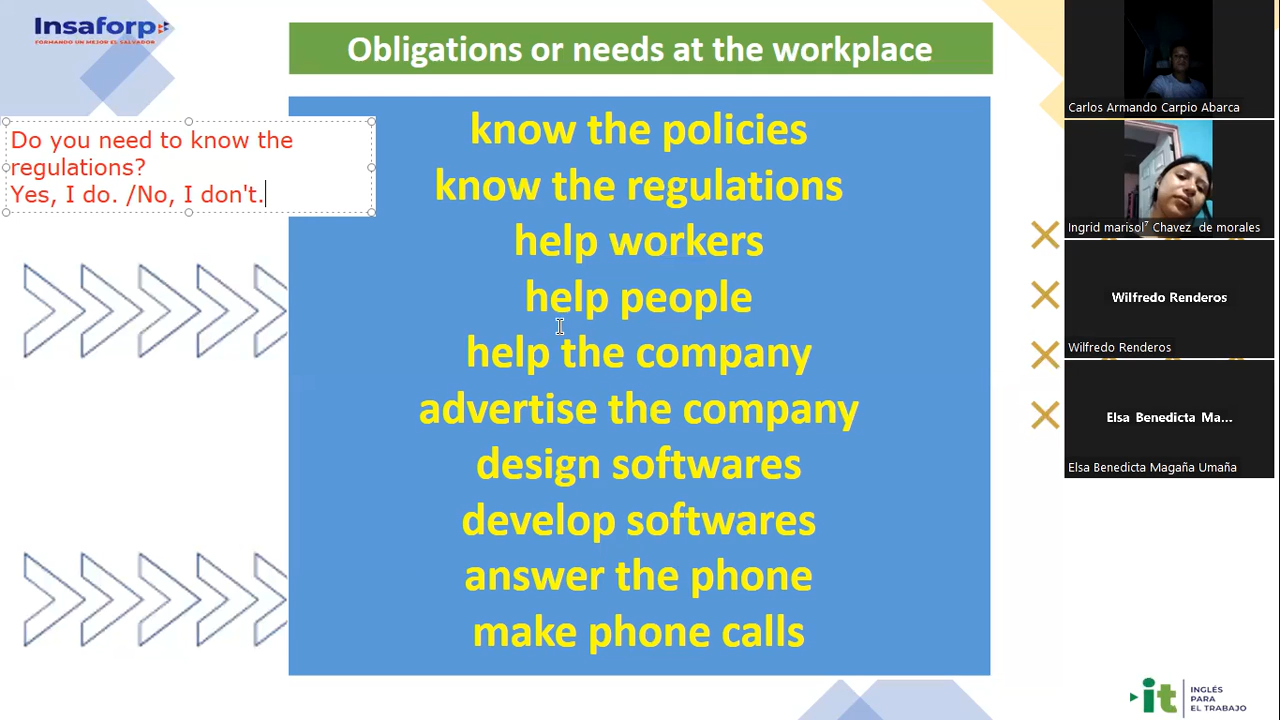 Insaforp
FORMANDO UN MEJOR EL SALVADOR
Obligations or needs at the workplace
Do you need to know the
regulations?
Yes, I do. /No, I don't.
know the policies
know the regulations
help workers
help people
help the company
advertise the company
design softwares
develop softwares
answer the phone
make phone calls
Carlos Armando Carpio Abarca
Ingrid marisol⁷ Chavez de morales
Wilfredo Renderos
Wilfredo Renderos
Elsa Benedicta Ma...
Elsa Benedicta Magaña Umaña
it
INGLÉS
PARA
EL TRABAJO